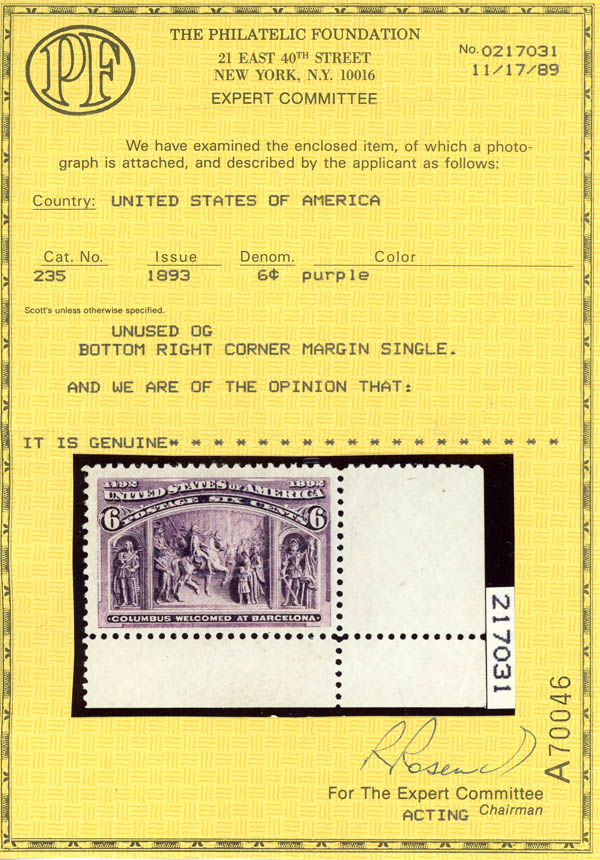 PF
THE PHILATELIC FOUNDATION
21 EAST 40TH STREET
NEW YORK, N.Y. 10016
EXPERT COMMITTEE
No. 0217031
11/17/89
We have examined the enclosed item, of which a photo-
graph is attached, and described by the applicant as follows:
Country: UNITED STATES OF AMERICA
Cat. No. Issue Denom. Color
235 1893 6¢ purple
Scott's unless otherwise specified.
UNUSED OG
BOTTOM RIGHT CORNER MARGIN SINGLE.
AND WE ARE OF THE OPINION THAT:
IT IS GENUINE* * * * * * * * * * * * * * * * * *
1492 1892
UNITED STATES OF AMERICA
POSTAGE SIX CENTS
6 6
COLUMBUS WELCOMED AT BARCELONA
217031
A70046
For The Expert Committee
ACTING Chairman